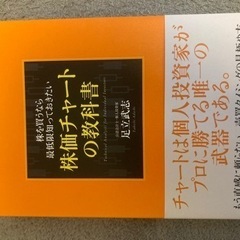 株を買うなら
最低限知っておきたい
株価チャート
の教科書
足立武志
チャートは個人投資家が
プロに勝てる唯一の
武器である。